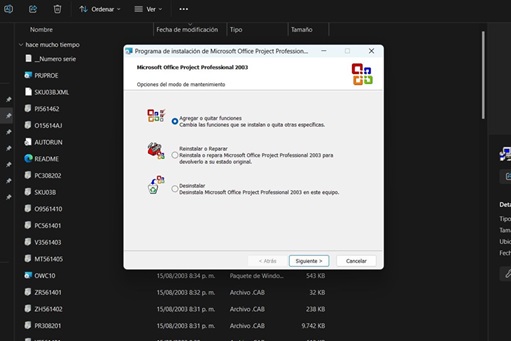 Ordenar
Ver
Fecha de modificación
Tipo
Tamaño
hace mucho tiempo
__Numero serie
PRJPROE
SKU038.XML
PJ561462
O15614AJ
AUTORUN
README
PC308202
SKU038
O9561410
PC561401
V3561403
MT561405
OWC10
15/08/2003 8:34 p. m.
Paquete de Windo...
543 KB
ZR561401
15/08/2003 8:32 p. m.
Archivo .CAB
32 KB
ZH561402
15/08/2003 8:31 p. m.
Archivo .CAB
238 KB
PR308201
15/08/2003 8:31 p. m.
Archivo .CAB
9.742 KB
Programa de instalación de Microsoft Office Project Profession...
Microsoft Office Project Professional 2003
Opciones del modo de mantenimiento
Agregar o quitar funciones
Cambia las funciones que se instalan o quita otras específicas.
Reinstalar o Reparar
Reinstala o repara Microsoft Office Project Professional 2003 para
devolverlo a su estado original.
Desinstalar
Desinstala Microsoft Office Project Professional 2003 en este equipo.
< Atrás
Siguiente >
Cancelar
Deta
Tipo
Tama
Ubic
Fech